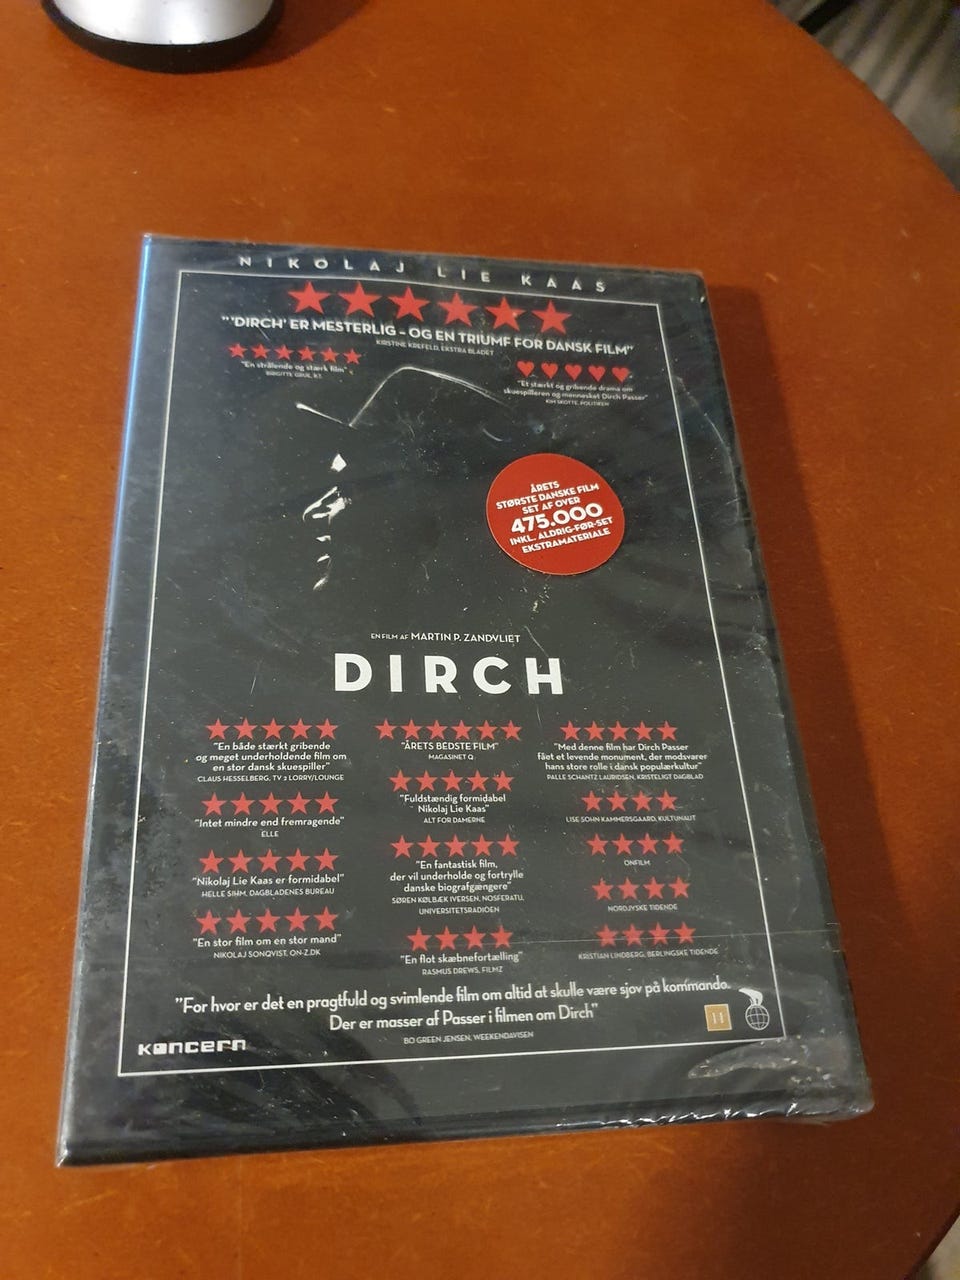 NIKOLAJ LIE KAAS
"'DIRCH' ER MESTERLIG – OG EN TRIUMF FOR DANSK FILM"
KIRSTINE KREFELD, EKSTRA BLADET
"En strålende og stærk film"
BIRGITTE GRUE, B.T.
"Et stærkt og gribende drama om
skuespilleren og mennesket Dirch Passer"
KIM SKOTTE, POLITIKEN
ÅRETS
STØRSTE DANSKE FILM
SET AF OVER
475.000
INKL. ALDRIG-FØR-SET
EKSTRAMATERIALE
EN FILM AF MARTIN P. ZANDVLIET
DIRCH
"En både stærkt gribende
og meget underholdende film om
en stor dansk skuespiller"
CLAUS HESSELBERG, TV 2 LORRY/LOUNGE
"Intet mindre end fremragende"
ELLE
"Nikolaj Lie Kaas er formidabel"
HELLE SIHM, DAGBLADENES BUREAU
"En stor film om en stor mand"
NIKOLAJ SONQVIST, ON-Z.DK
"ÅRETS BEDSTE FILM"
MAGASINET Q
"Fuldstændig formidabel
Nikolaj Lie Kaas"
ALT FOR DAMERNE
"En fantastisk film,
der vil underholde og fortrylle
danske biografgængere"
SØREN KØLBÆK IVERSEN, NOSFERATU,
UNIVERSITETSRADIOEN
"En flot skæbnefortælling"
RASMUS DREWS, FILMZ
"Med denne film har Dirch Passer
fået et levende monument, der modsvarer
hans store rolle i dansk populærkultur"
PALLE SCHANTZ LAURIDSEN, KRISTELIGT DAGBLAD
LISE SOHN KAMMERSGAARD, KULTUNAUT
ONFILM
NORDJYSKE TIDENDE
KRISTIAN LINDBERG, BERLINGSKE TIDENDE
"For hvor er det en pragtfuld og svimlende film om altid at skulle være sjov på kommando.
Der er masser af Passer i filmen om Dirch"
BO GREEN JENSEN, WEEKENDAVISEN
KONCERN
11